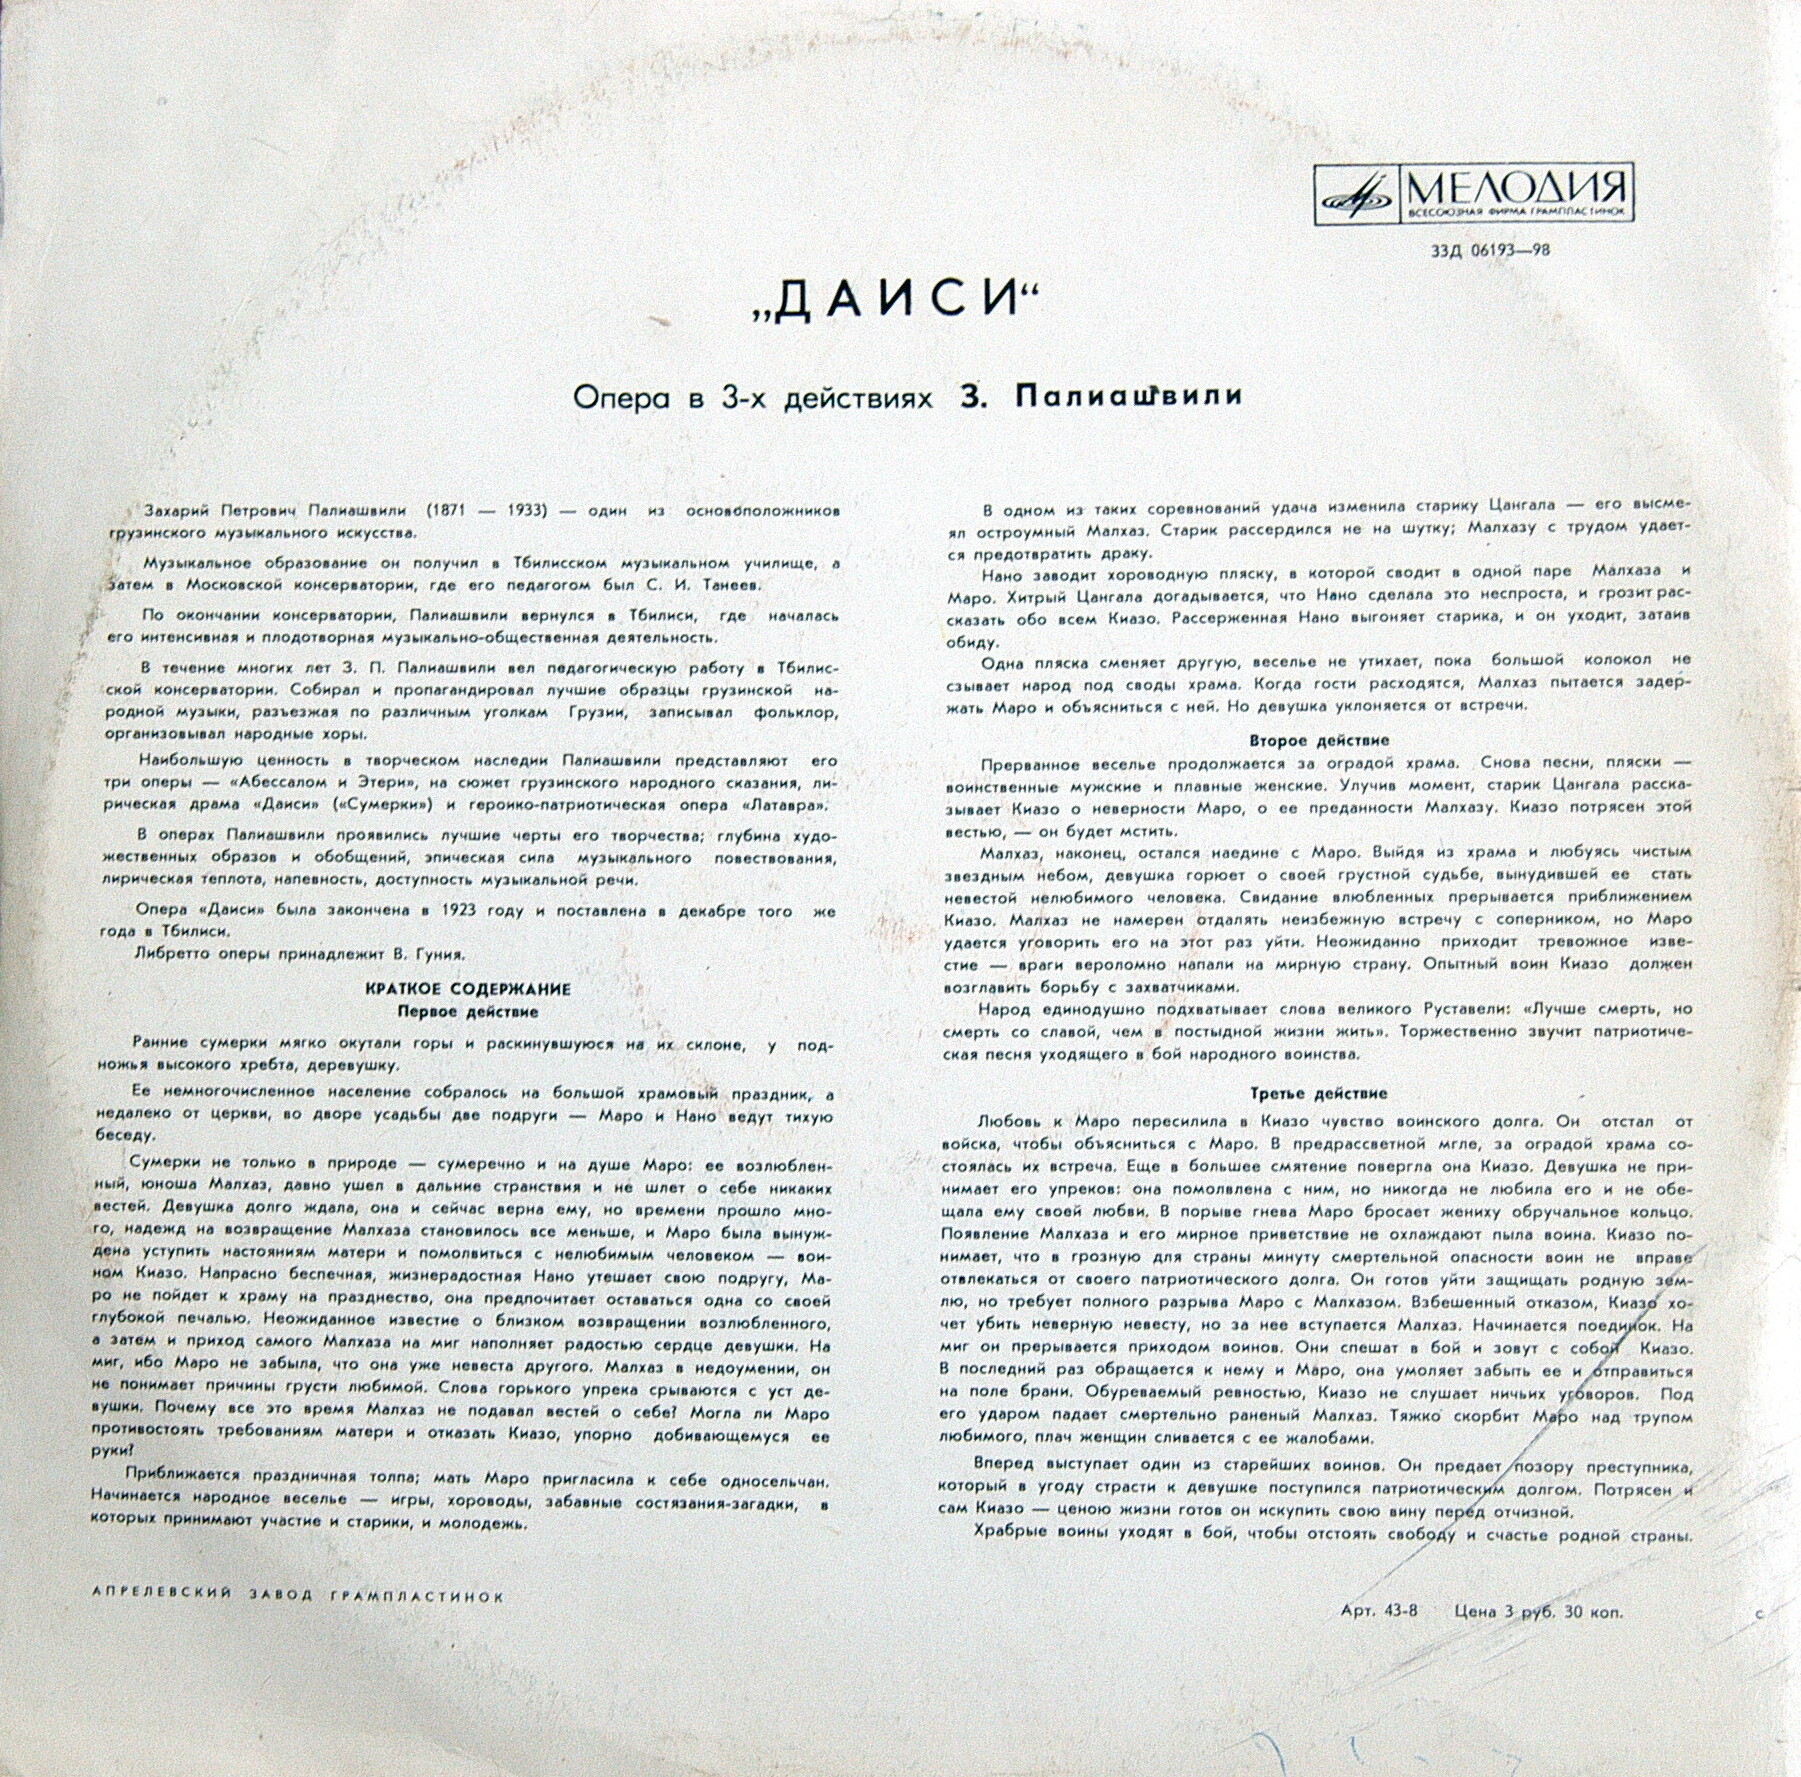 МЕЛОДИЯ
ВСЕСОЮЗНАЯ ФИРМА ГРАМПЛАСТИНОК
33Д 06193—98
„ДАИСИ“
Опера в 3-х действиях З. Палиашвили
Захарий Петрович Палиашвили (1871 — 1933) — один из основоположников
грузинского музыкального искусства.
Музыкальное образование он получил в Тбилисском музыкальном училище, а
затем в Московской консерватории, где его педагогом был С. И. Танеев.
По окончании консерватории, Палиашвили вернулся в Тбилиси, где началась
его интенсивная и плодотворная музыкально-общественная деятельность.
В течение многих лет З. П. Палиашвили вел педагогическую работу в Тбилис-
ской консерватории. Собирал и пропагандировал лучшие образцы грузинской на-
родной музыки, разъезжая по различным уголкам Грузии, записывал фольклор,
организовывал народные хоры.
Наибольшую ценность в творческом наследии Палиашвили представляют его
три оперы — «Абессалом и Этери», на сюжет грузинского народного сказания, ли-
рическая драма «Даиси» («Сумерки») и героико-патриотическая опера «Латавра».
В операх Палиашвили проявились лучшие черты его творчества; глубина худо-
жественных образов и обобщений, эпическая сила музыкального повествования,
лирическая теплота, напевность, доступность музыкальной речи.
Опера «Даиси» была закончена в 1923 году и поставлена в декабре того же
года в Тбилиси.
Либретто оперы принадлежит В. Гуния.
КРАТКОЕ СОДЕРЖАНИЕ
Первое действие
Ранние сумерки мягко окутали горы и раскинувшуюся на их склоне, у под-
ножья высокого хребта, деревушку.
Ее немногочисленное население собралось на большой храмовый праздник, а
недалеко от церкви, во дворе усадьбы две подруги — Маро и Нано ведут тихую
беседу.
Сумерки не только в природе — сумеречно и на душе Маро: ее возлюблен-
ный, юноша Малхаз, давно ушел в дальние странствия и не шлет о себе никаких
вестей. Девушка долго ждала, она и сейчас верна ему, но времени прошло мно-
го, надежд на возвращение Малхаза становилось все меньше, и Маро была вынуж-
дена уступить настояниям матери и помолвиться с нелюбимым человеком — вои-
ном Киазо. Напрасно беспечная, жизнерадостная Нано утешает свою подругу, Ма-
ро не пойдет к храму на празднество, она предпочитает оставаться одна со своей
глубокой печалью. Неожиданное известие о близком возвращении возлюбленного,
а затем и приход самого Малхаза на миг наполняет радостью сердце девушки. На
миг, ибо Маро не забыла, что она уже невеста другого. Малхаз в недоумении, он
не понимает причины грусти любимой. Слова горького упрека срываются с уст де-
вушки. Почему все это время Малхаз не подавал вестей о себе? Могла ли Маро
противостоять требованиям матери и отказать Киазо, упорно добивающемуся ее
руки?
Приближается праздничная толпа; мать Маро пригласила к себе односельчан.
Начинается народное веселье — игры, хороводы, забавные состязания-загадки, в
которых принимают участие и старики, и молодежь.
В одном из таких соревнований удача изменила старику Цангала — его высме-
ял остроумный Малхаз. Старик рассердился не на шутку; Малхазу с трудом удает-
ся предотвратить драку.
Нано заводит хороводную пляску, в которой сводит в одной паре Малхаза и
Маро. Хитрый Цангала догадывается, что Нано сделала это неспроста, и грозит рас-
сказать обо всем Киазо. Рассерженная Нано выгоняет старика, и он уходит, затаив
обиду.
Одна пляска сменяет другую, веселье не утихает, пока большой колокол не
сзывает народ под своды храма. Когда гости расходятся, Малхаз пытается задер-
жать Маро и объясниться с ней. Но девушка уклоняется от встречи.
Второе действие
Прерванное веселье продолжается за оградой храма. Снова песни, пляски —
воинственные мужские и плавные женские. Улучив момент, старик Цангала расска-
зывает Киазо о неверности Маро, о ее преданности Малхазу. Киазо потрясен этой
вестью, — он будет мстить.
Малхаз, наконец, остался наедине с Маро. Выйдя из храма и любуясь чистым
звездным небом, девушка горюет о своей грустной судьбе, вынудившей ее стать
невестой нелюбимого человека. Свидание влюбленных прерывается приближением
Киазо. Малхаз не намерен отдалять неизбежную встречу с соперником, но Маро
удается уговорить его на этот раз уйти. Неожиданно приходит тревожное изве-
стие — враги вероломно напали на мирную страну. Опытный воин Киазо должен
возглавить борьбу с захватчиками.
Народ единодушно подхватывает слова великого Руставели: «Лучше смерть, но
смерть со славой, чем в постыдной жизни жить». Торжественно звучит патриотиче-
ская песня уходящего в бой народного воинства.
Третье действие
Любовь к Маро пересилила в Киазо чувство воинского долга. Он отстал от
войска, чтобы объясниться с Маро. В предрассветной мгле, за оградой храма со-
стоялась их встреча. Еще в большее смятение повергла она Киазо. Девушка не при-
нимает его упреков: она помолвлена с ним, но никогда не любила его и не обе-
щала ему своей любви. В порыве гнева Маро бросает жениху обручальное кольцо.
Появление Малхаза и его мирное приветствие не охлаждают пыла воина. Киазо по-
нимает, что в грозную для страны минуту смертельной опасности воин не вправе
отвлекаться от своего патриотического долга. Он готов уйти защищать родную зем-
лю, но требует полного разрыва Маро с Малхазом. Взбешенный отказом, Киазо хо-
чет убить неверную невесту, но за нее вступается Малхаз. Начинается поединок. На
миг он прерывается приходом воинов. Они спешат в бой и зовут с собой Киазо.
В последний раз обращается к нему и Маро, она умоляет забыть ее и отправиться
на поле брани. Обуреваемый ревностью, Киазо не слушает ничьих уговоров. Под
его ударом падает смертельно раненый Малхаз. Тяжко скорбит Маро над трупом
любимого, плач женщин сливается с ее жалобами.
Вперед выступает один из старейших воинов. Он предает позору преступника,
который в угоду страсти к девушке поступился патриотическим долгом. Потрясен и
сам Киазо — ценою жизни готов он искупить свою вину перед отчизной.
Храбрые воины уходят в бой, чтобы отстоять свободу и счастье родной страны.
АПРЕЛЕВСКИЙ ЗАВОД ГРАМПЛАСТИНОК
Арт. 43-8 Цена 3 руб. 30 коп.
с